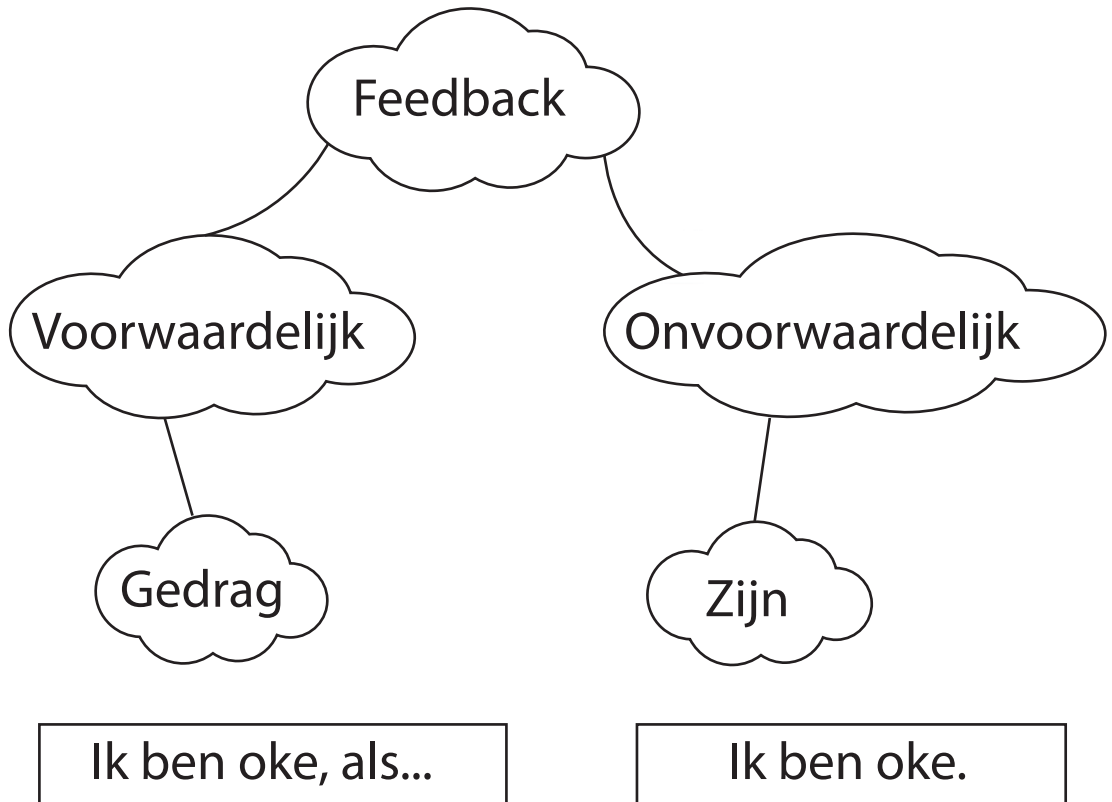 Feedback
Voorwaardelijk
Onvoorwaardelijk
Gedrag
Zijn
Ik ben oke, als...
Ik ben oke.